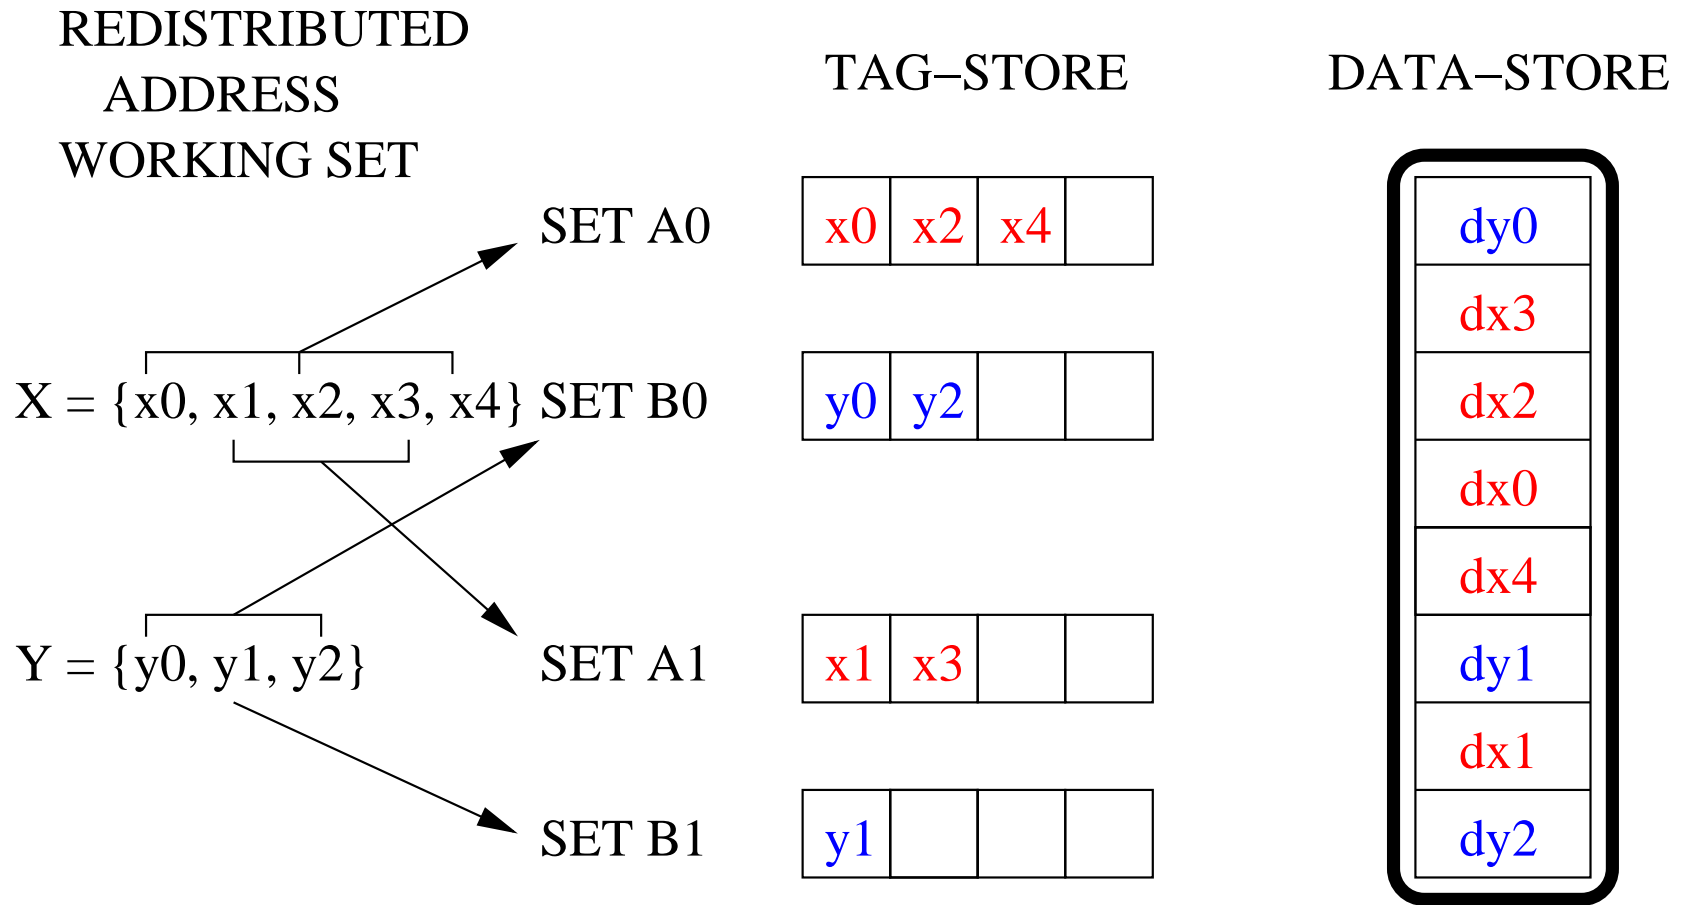 REDISTRIBUTED
ADDRESS
WORKING SET
TAG–STORE
DATA–STORE
SET A0
x0 x2 x4
dy0
dx3
X = {x0, x1, x2, x3, x4}
SET B0
y0 y2
dx2
dx0
dx4
Y = {y0, y1, y2}
SET A1
x1 x3
dy1
dx1
SET B1
y1
dy2